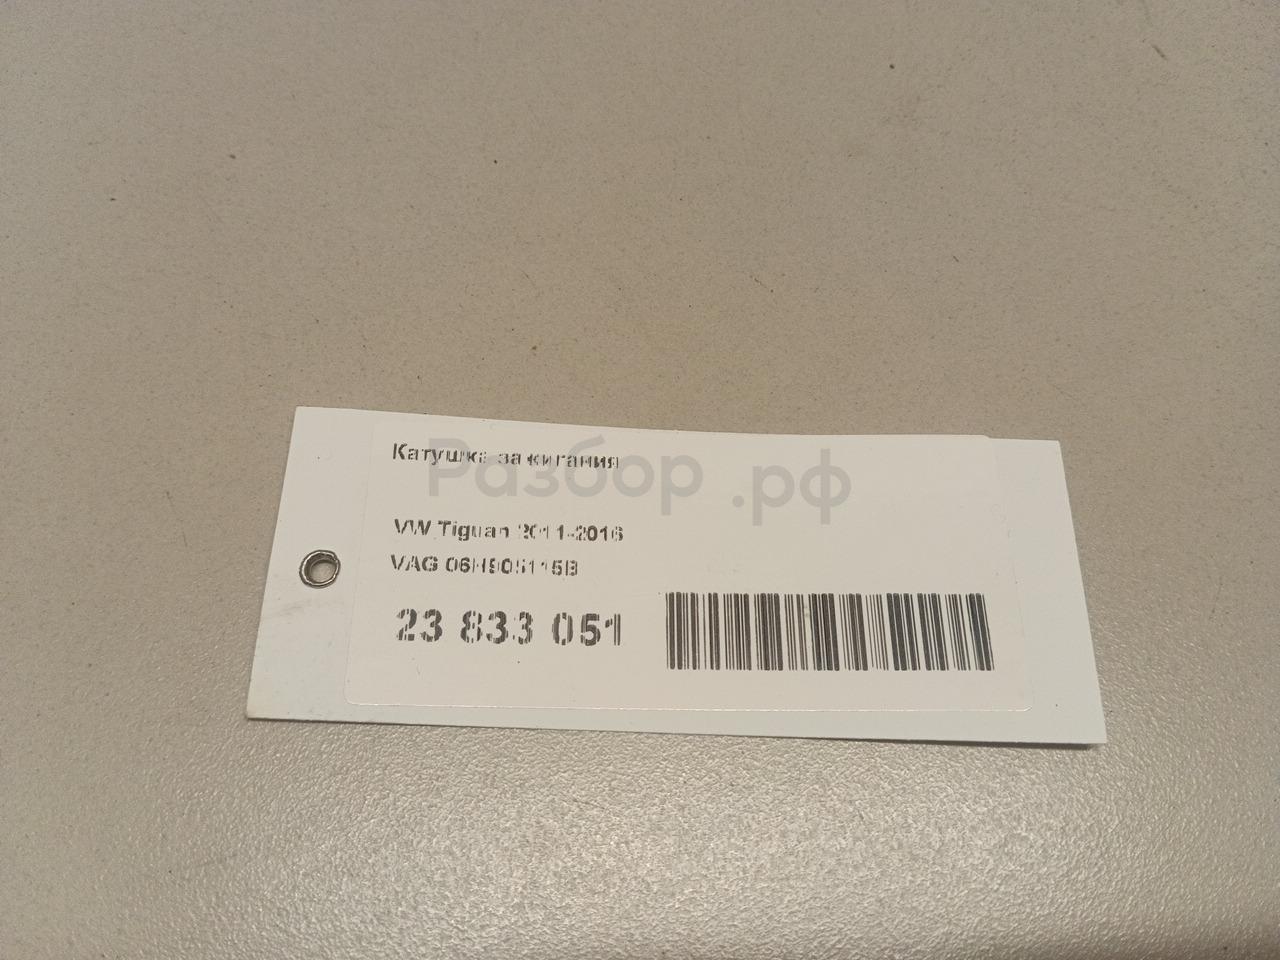 Катушка зажигания
Разбор.рф
VW Tiguan 2011-2016
VAG 06H905115B
23 833 051